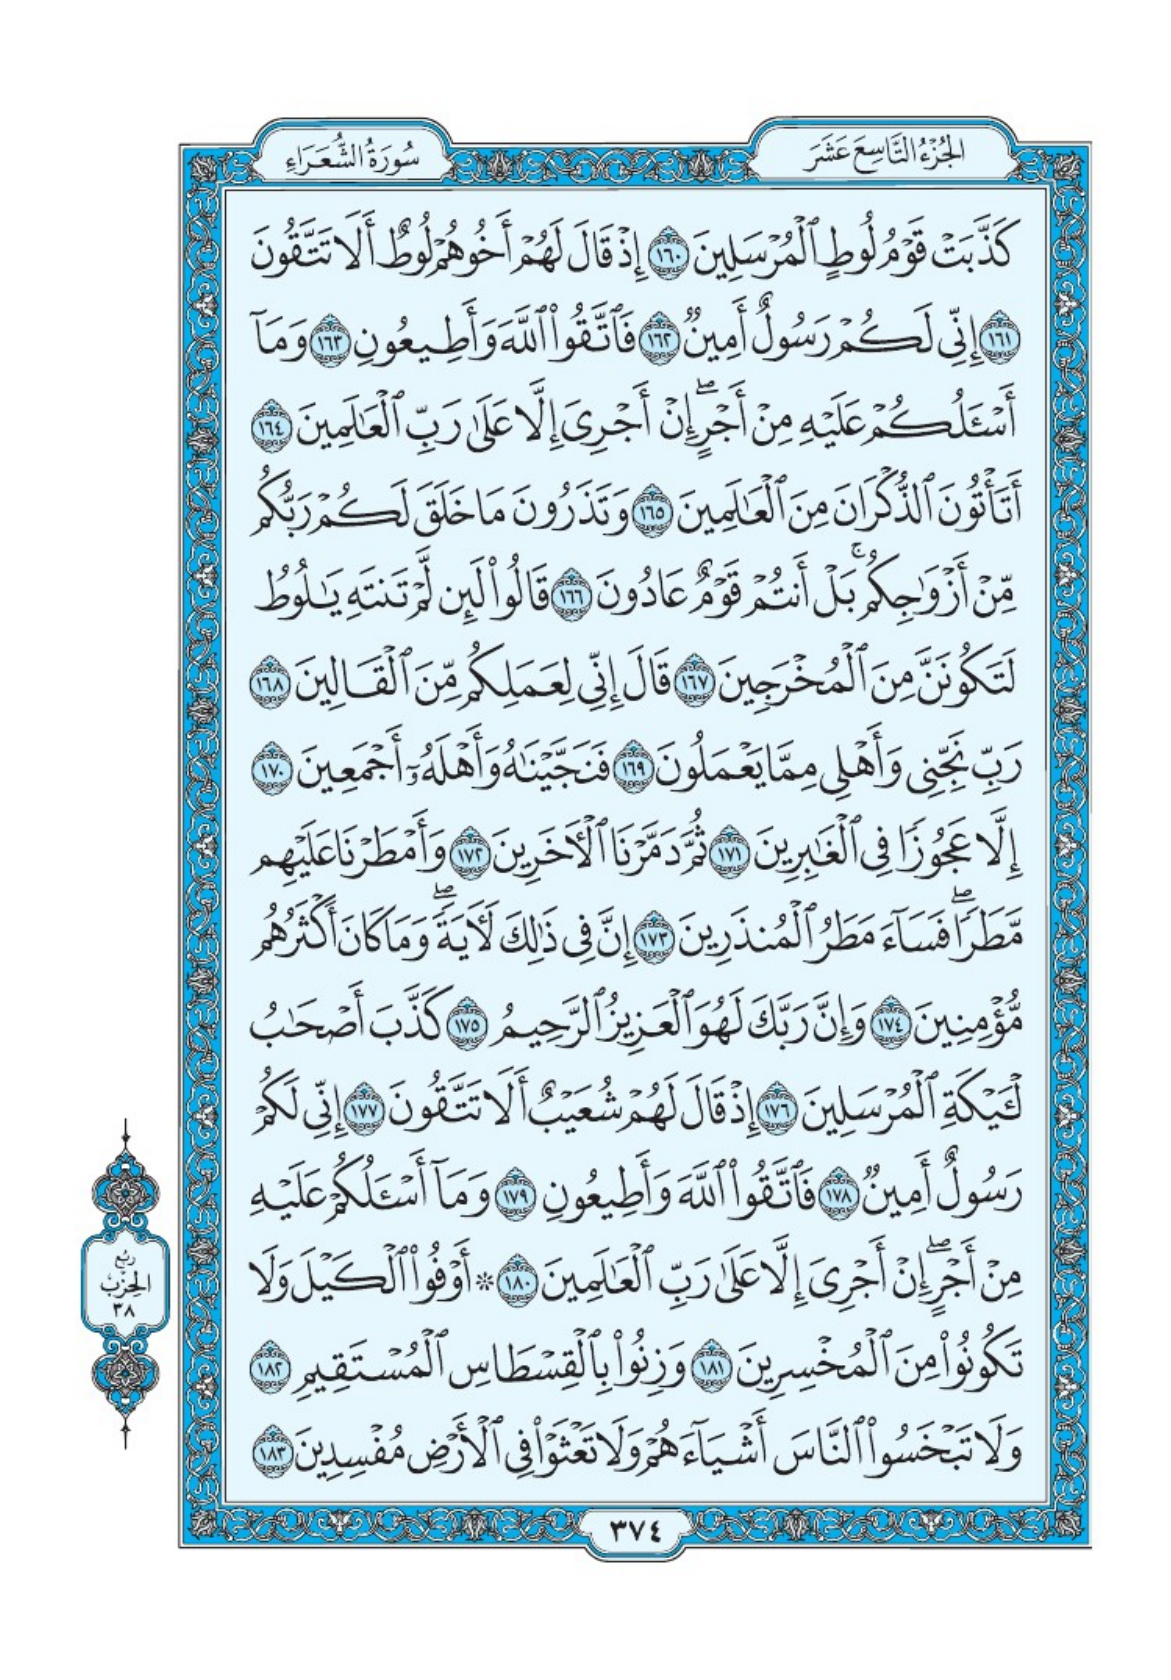 الجُزْءُ التَّاسِعَ عَشَرَ
سُورَةُ الشُّعَرَاءِ
كَذَّبَتْ قَوْمُ لُوطٍ ٱلْمُرْسَلِينَ ١٦٠ إِذْ قَالَ لَهُمْ أَخُوهُمْ لُوطٌ أَلَا تَتَّقُونَ
١٦١ إِنِّى لَكُمْ رَسُولٌ أَمِينٌ ١٦٢ فَٱتَّقُوا۟ ٱللَّهَ وَأَطِيعُونِ ١٦٣ وَمَآ
أَسْـَٔلُكُمْ عَلَيْهِ مِنْ أَجْرٍ ۖ إِنْ أَجْرِىَ إِلَّا عَلَىٰ رَبِّ ٱلْعَـٰلَمِينَ ١٦٤
أَتَأْتُونَ ٱلذُّكْرَانَ مِنَ ٱلْعَـٰلَمِينَ ١٦٥ وَتَذَرُونَ مَا خَلَقَ لَكُمْ رَبُّكُم
مِّنْ أَزْوَٰجِكُم ۚ بَلْ أَنتُمْ قَوْمٌ عَادُونَ ١٦٦ قَالُوا۟ لَئِن لَّمْ تَنتَهِ يَـٰلُوطُ
لَتَكُونَنَّ مِنَ ٱلْمُخْرَجِينَ ١٦٧ قَالَ إِنِّى لِعَمَلِكُم مِّنَ ٱلْقَالِينَ ١٦٨
رَبِّ نَجِّنِى وَأَهْلِى مِمَّا يَعْمَلُونَ ١٦٩ فَنَجَّيْنَـٰهُ وَأَهْلَهُۥٓ أَجْمَعِينَ ١٧٠
إِلَّا عَجُوزًا فِى ٱلْغَـٰبِرِينَ ١٧١ ثُمَّ دَمَّرْنَا ٱلْـَٔاخَرِينَ ١٧٢ وَأَمْطَرْنَا عَلَيْهِم
مَّطَرًا ۖ فَسَآءَ مَطَرُ ٱلْمُنذَرِينَ ١٧٣ إِنَّ فِى ذَٰلِكَ لَـَٔايَةً ۖ وَمَا كَانَ أَكْثَرُهُم
مُّؤْمِنِينَ ١٧٤ وَإِنَّ رَبَّكَ لَهُوَ ٱلْعَزِيزُ ٱلرَّحِيمُ ١٧٥ كَذَّبَ أَصْحَـٰبُ
لْـَٔيْكَةِ ٱلْمُرْسَلِينَ ١٧٦ إِذْ قَالَ لَهُمْ شُعَيْبٌ أَلَا تَتَّقُونَ ١٧٧ إِنِّى لَكُمْ
رَسُولٌ أَمِينٌ ١٧٨ فَٱتَّقُوا۟ ٱللَّهَ وَأَطِيعُونِ ١٧٩ وَمَآ أَسْـَٔلُكُمْ عَلَيْهِ
مِنْ أَجْرٍ ۖ إِنْ أَجْرِىَ إِلَّا عَلَىٰ رَبِّ ٱلْعَـٰلَمِينَ ١٨٠ * أَوْفُوا۟ ٱلْكَيْلَ وَلَا
تَكُونُوا۟ مِنَ ٱلْمُخْسِرِينَ ١٨١ وَزِنُوا۟ بِٱلْقِسْطَاسِ ٱلْمُسْتَقِيمِ ١٨٢
وَلَا تَبْخَسُوا۟ ٱلنَّاسَ أَشْيَآءَهُمْ وَلَا تَعْثَوْا۟ فِى ٱلْأَرْضِ مُفْسِدِينَ ١٨٣
رُبْع
الحِزْبُ
٣٨
٣٧٤